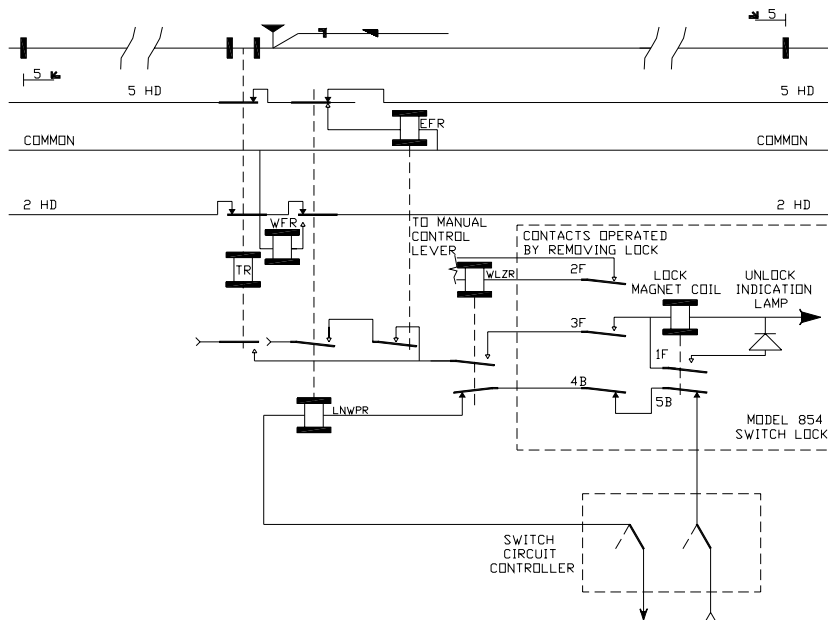 5
5
5 HD
5 HD
EFR
COMMON
COMMON
2 HD
2 HD
WFR
TO MANUAL
CONTROL
LEVER
CONTACTS OPERATED
BY REMOVING LOCK
TR
WLZR
2F
LOCK
MAGNET COIL
UNLOCK
INDICATION
LAMP
3F
1F
4B
5B
LNWPR
MODEL 854
SWITCH LOCK
SWITCH
CIRCUIT
CONTROLLER